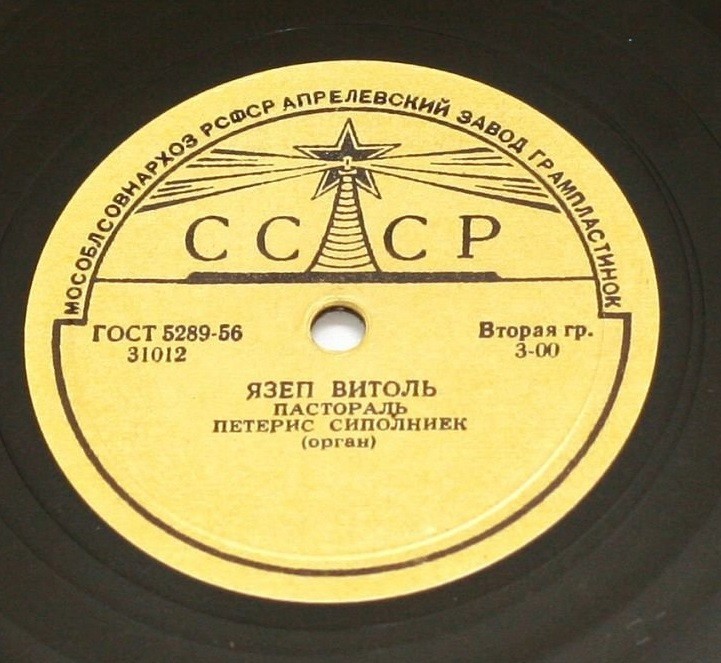 МОСОБЛСОВНАРХОЗ РСФСР АПРЕЛЕВСКИЙ ЗАВОД ГРАМПЛАСТИНОК
СССР
ГОСТ 5289-56
31012
Вторая гр.
3-00
ЯЗЕП ВИТОЛЬ
ПАСТОРАЛЬ
ПЕТЕРИС СИПОЛНИЕК
(орган)